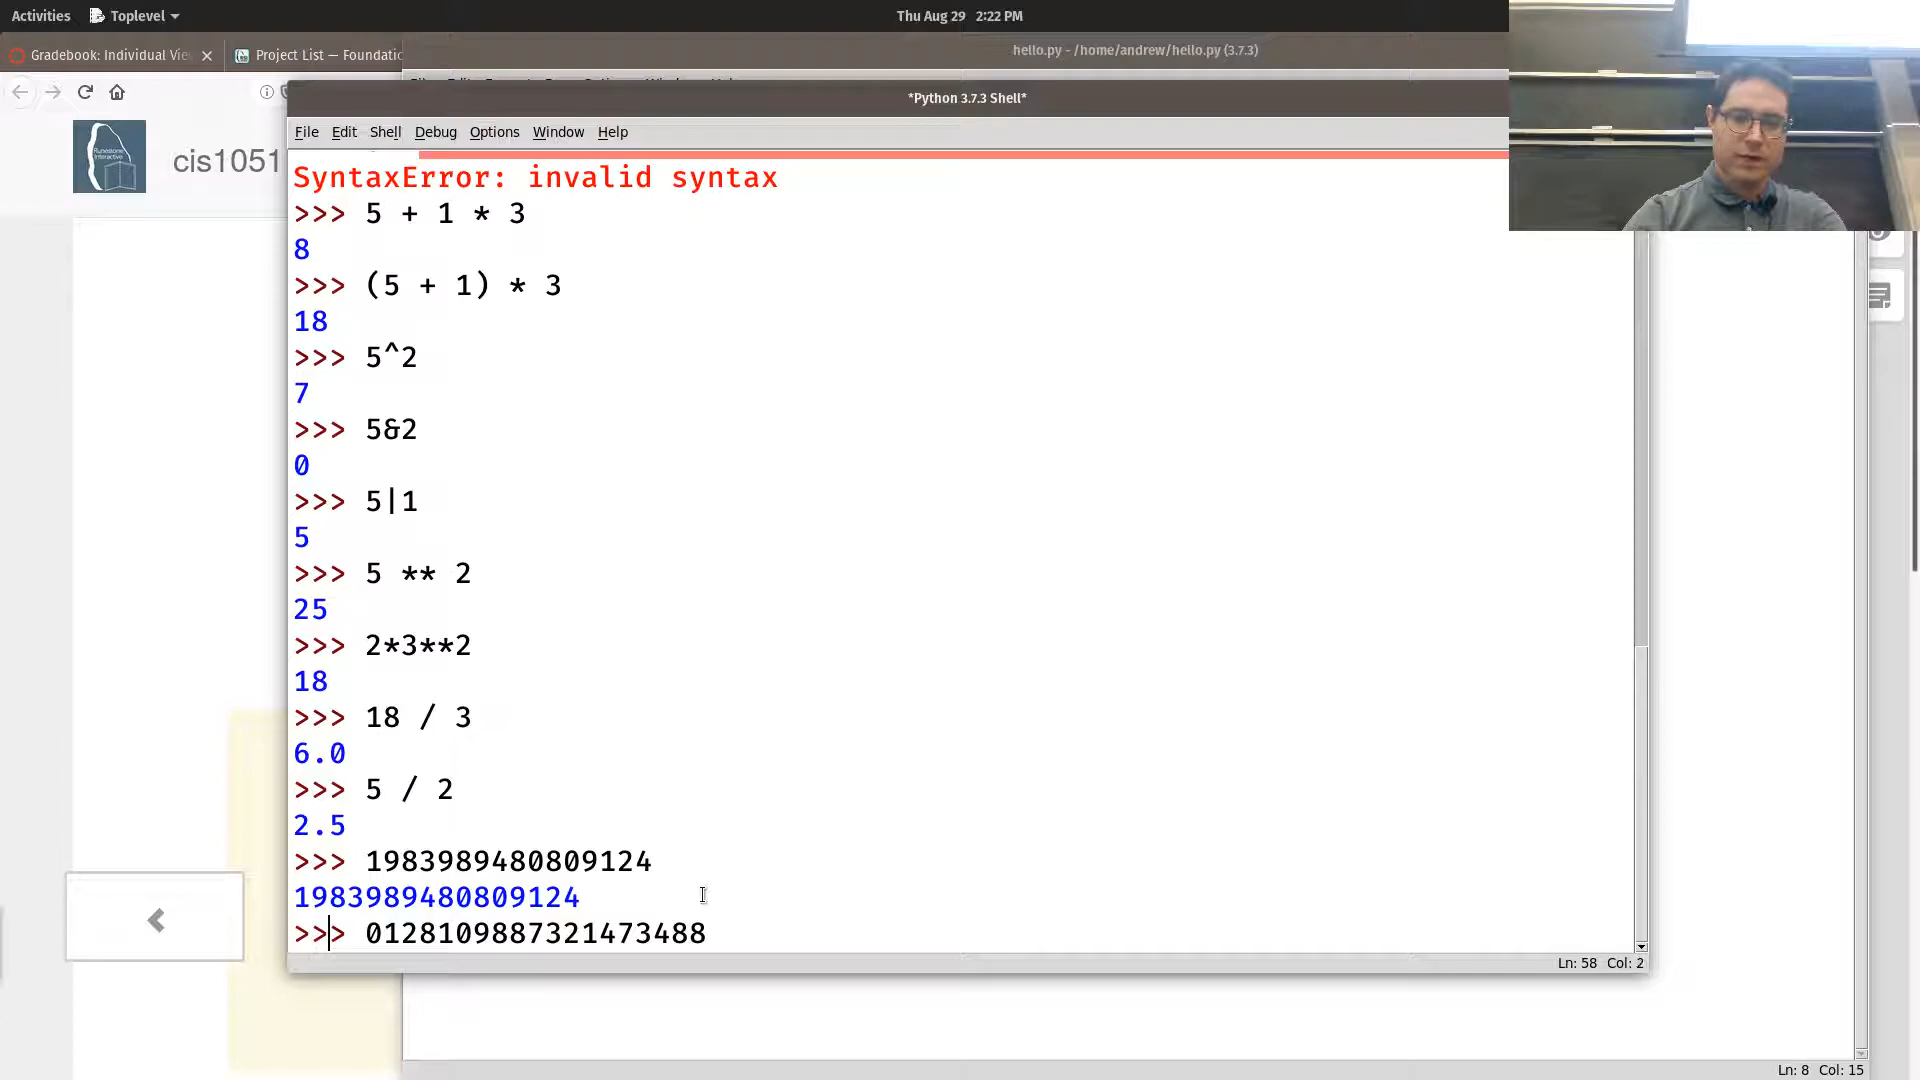 Activities Toplevel Thu Aug 29 2:22 PM
Gradebook: Individual Vie Project List — Foundatic hello.py - /home/andrew/hello.py (3.7.3)
*Python 3.7.3 Shell*
File Edit Shell Debug Options Window Help
cis1051
SyntaxError: invalid syntax
>>> 5 + 1 * 3
8
>>> (5 + 1) * 3
18
>>> 5^2
7
>>> 5&2
0
>>> 5|1
5
>>> 5 ** 2
25
>>> 2*3**2
18
>>> 18 / 3
6.0
>>> 5 / 2
2.5
>>> 1983989480809124
1983989480809124
>>> 0128109887321473488
Ln: 58 Col: 2
Ln: 8 Col: 15